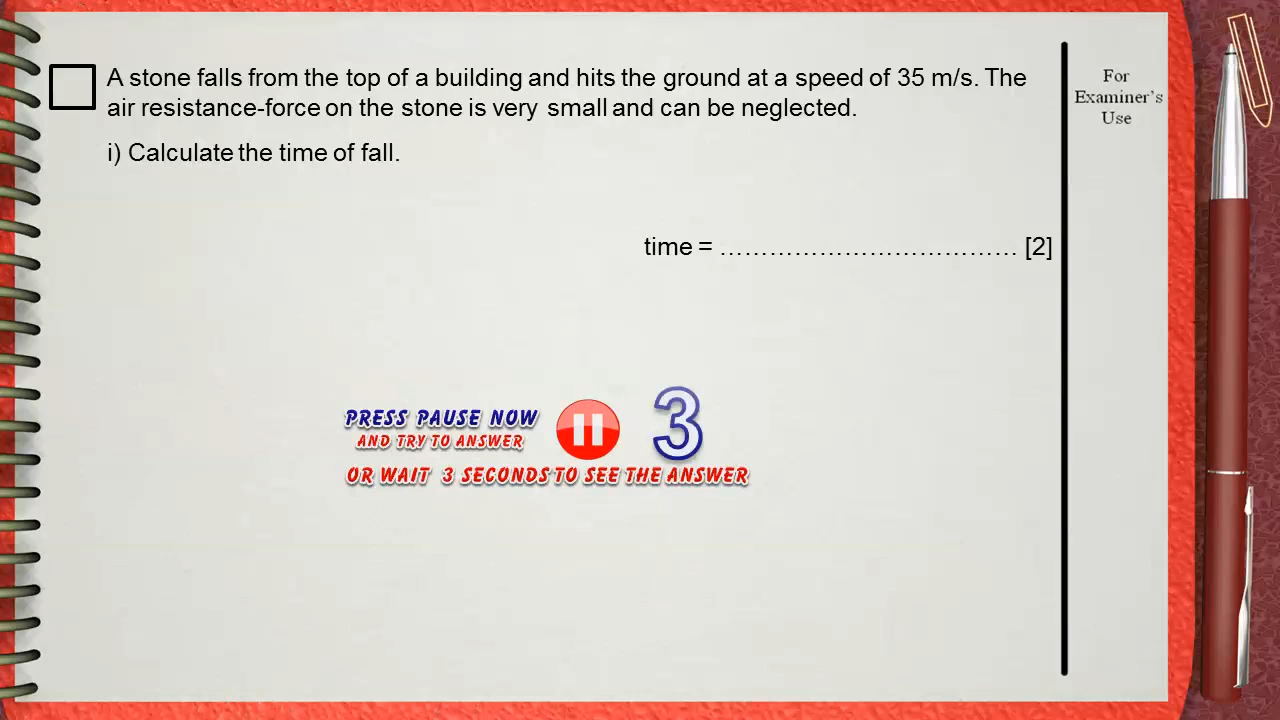 A stone falls from the top of a building and hits the ground at a speed of 35 m/s. The
air resistance-force on the stone is very small and can be neglected.
i) Calculate the time of fall.
time = ……………………………… [2]
For
Examiner's
Use
PRESS PAUSE NOW
AND TRY TO ANSWER
3
OR WAIT 3 SECONDS TO SEE THE ANSWER